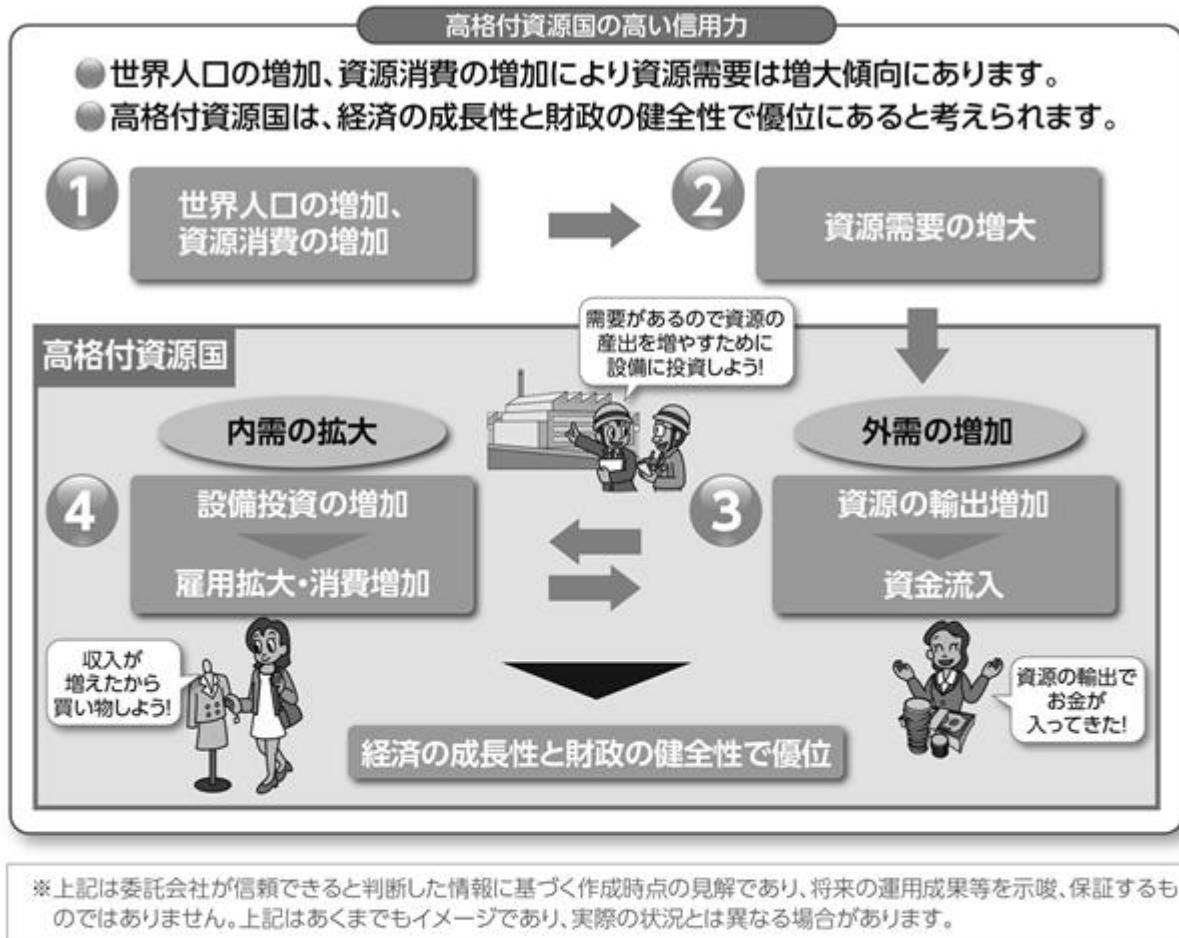 高格付資源国の高い信用力
●世界人口の増加、資源消費の増加により資源需要は増大傾向にあります。
●高格付資源国は、経済の成長性と財政の健全性で優位にあると考えられます。
1
世界人口の増加、
資源消費の増加
2
資源需要の増大
高格付資源国
需要があるので資源の
産出を増やすために
設備に投資しよう!
内需の拡大
外需の増加
4
設備投資の増加
雇用拡大・消費増加
3
資源の輸出増加
資金流入
収入が
増えたから
買い物しよう!
資源の輸出で
お金が
入ってきた!
経済の成長性と財政の健全性で優位
※上記は委託会社が信頼できると判断した情報に基づく作成時点の見解であり、将来の運用成果等を示唆、保証するも
のではありません。上記はあくまでもイメージであり、実際の状況とは異なる場合があります。